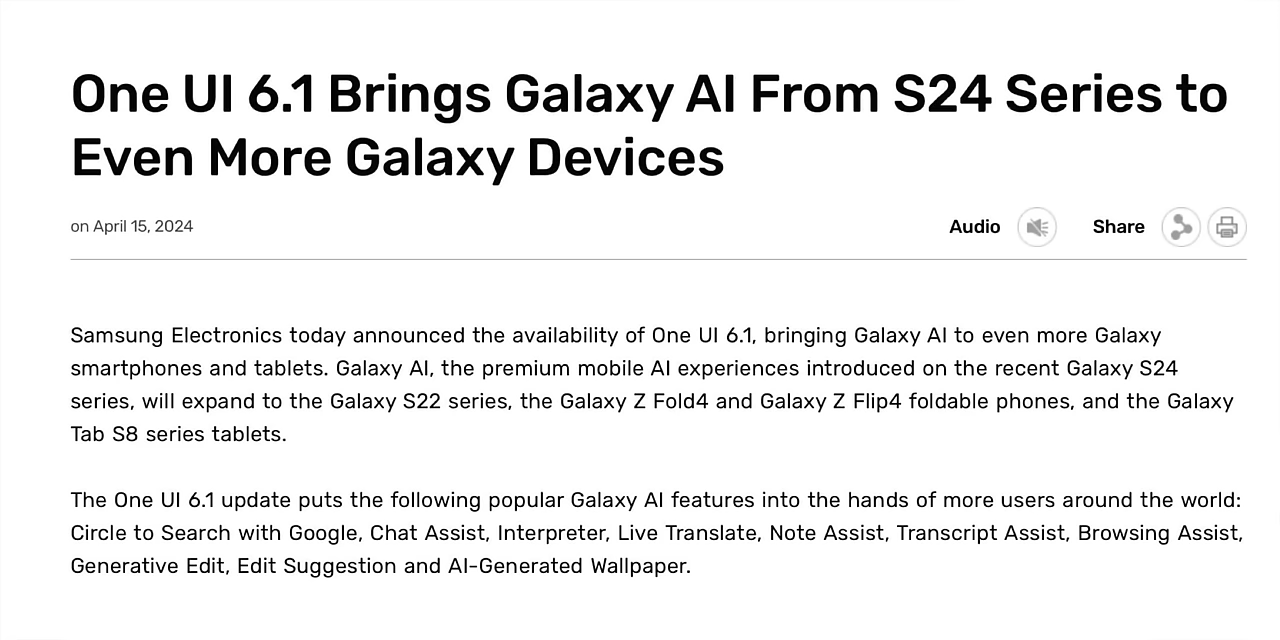 One UI 6.1 Brings Galaxy AI From S24 Series to
Even More Galaxy Devices
on April 15, 2024
Audio
Share
Samsung Electronics today announced the availability of One UI 6.1, bringing Galaxy AI to even more Galaxy
smartphones and tablets. Galaxy AI, the premium mobile AI experiences introduced on the recent Galaxy S24
series, will expand to the Galaxy S22 series, the Galaxy Z Fold4 and Galaxy Z Flip4 foldable phones, and the Galaxy
Tab S8 series tablets.
The One UI 6.1 update puts the following popular Galaxy AI features into the hands of more users around the world:
Circle to Search with Google, Chat Assist, Interpreter, Live Translate, Note Assist, Transcript Assist, Browsing Assist,
Generative Edit, Edit Suggestion and AI-Generated Wallpaper.